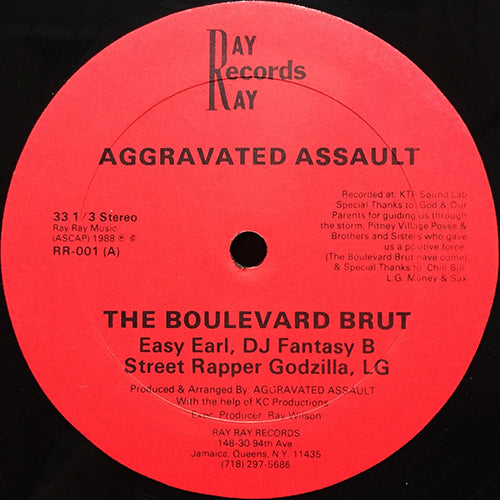 RAY
Records
RAY
AGGRAVATED ASSAULT
33 1/3 Stereo
Ray Ray Music
(ASCAP) 1988 ℗ ©
RR-001 (A)
Recorded at: KTF Sound Lab
Special Thanks to God & Our
Parents for guiding us through
the storm, Pitney Village Posse &
Brothers and Sisters who gave
us a positive force.
(The Boulevard Brut have come)
& Special Thanks to: Chill Bill,
L.G. Money & Sax
THE BOULEVARD BRUT
Easy Earl, DJ Fantasy B
Street Rapper Godzilla, LG
Produced & Arranged By: AGGRAVATED ASSAULT
With the help of KC Productions
Exec. Producer: Ray Wilson
RAY RAY RECORDS
148-30 94th Ave
Jamaica, Queens, N.Y. 11435
(718) 297-5686